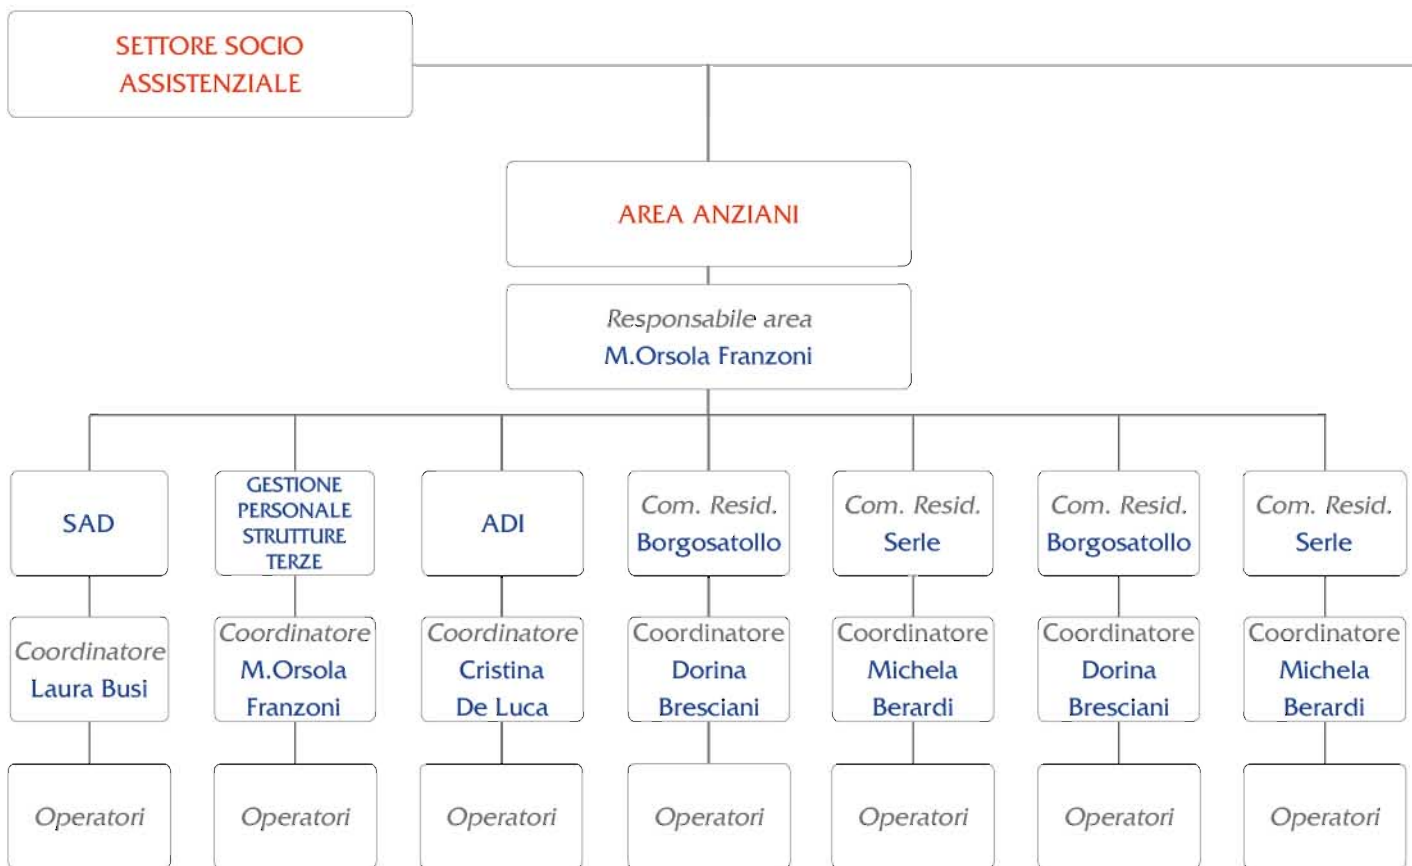 SETTORE SOCIO
ASSISTENZIALE
AREA ANZIANI
Responsabile area
M.Orsola Franzoni
SAD
GESTIONE
PERSONALE
STRUTTURE
TERZE
ADI
Com. Resid.
Borgosatollo
Com. Resid.
Serle
Com. Resid.
Borgosatollo
Com. Resid.
Serle
Coordinatore
Laura Busi
Coordinatore
M.Orsola
Franzoni
Coordinatore
Cristina
De Luca
Coordinatore
Dorina
Bresciani
Coordinatore
Michela
Berardi
Coordinatore
Dorina
Bresciani
Coordinatore
Michela
Berardi
Operatori
Operatori
Operatori
Operatori
Operatori
Operatori
Operatori